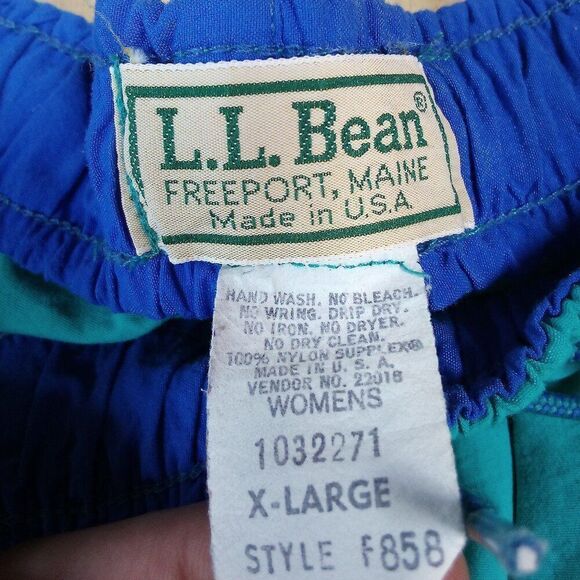 L.L. Bean®
FREEPORT, MAINE
Made in U.S.A.
HAND WASH. NO BLEACH.
NO WRING. DRIP DRY.
NO IRON. NO DRYER.
NO DRY CLEAN.
100% NYLON SUPPLEX®
MADE IN U. S. A.
VENDOR NO. 22016
WOMENS
1032271
X-LARGE
STYLE F858